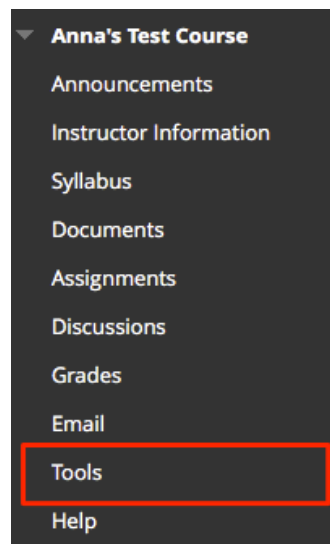 Anna's Test Course
Announcements
Instructor Information
Syllabus
Documents
Assignments
Discussions
Grades
Email
Tools
Help